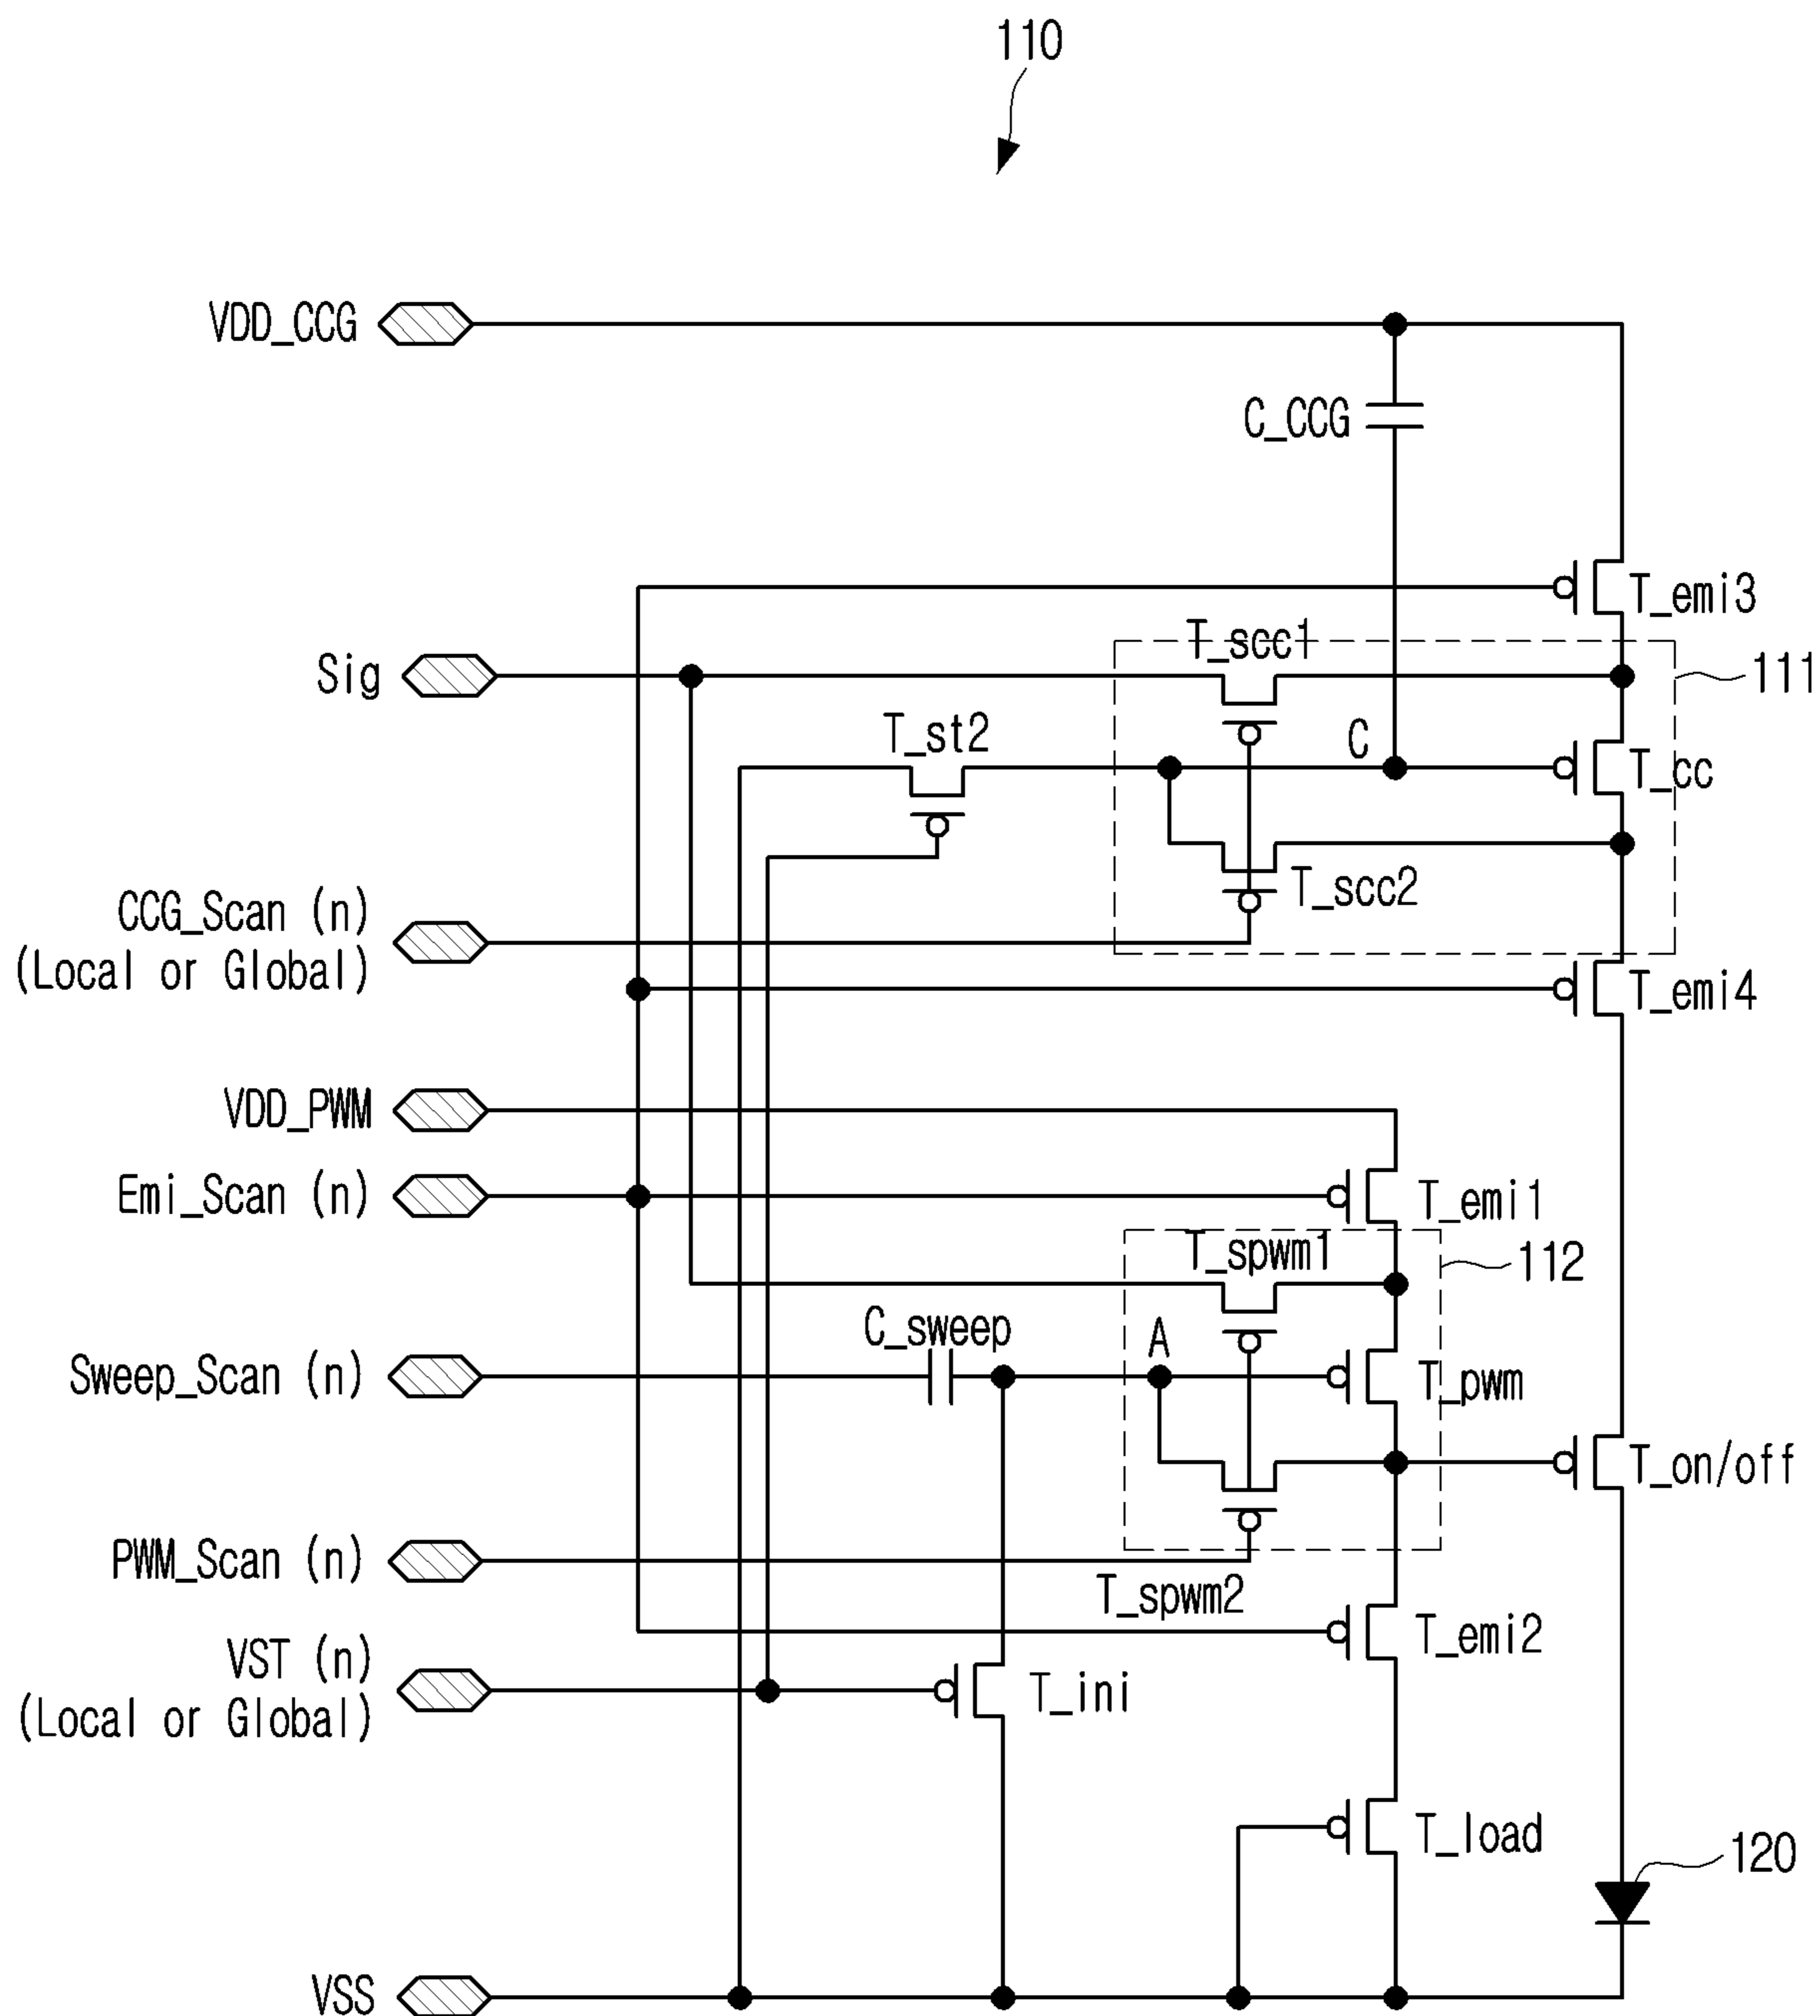 110
VDD_CCG
C_CCG
T_emi3
T_scc1
Sig
111
T_st2
C
T_cc
CCG_Scan (n)
(Local or Global)
T_scc2
T_emi4
VDD_PWM
Emi_Scan (n)
T_emi1
T_spwm1
112
C_sweep
A
Sweep_Scan (n)
T_pwm
T_on/off
PWM_Scan (n)
T_spwm2
T_emi2
VST (n)
(Local or Global)
T_ini
T_load
120
VSS